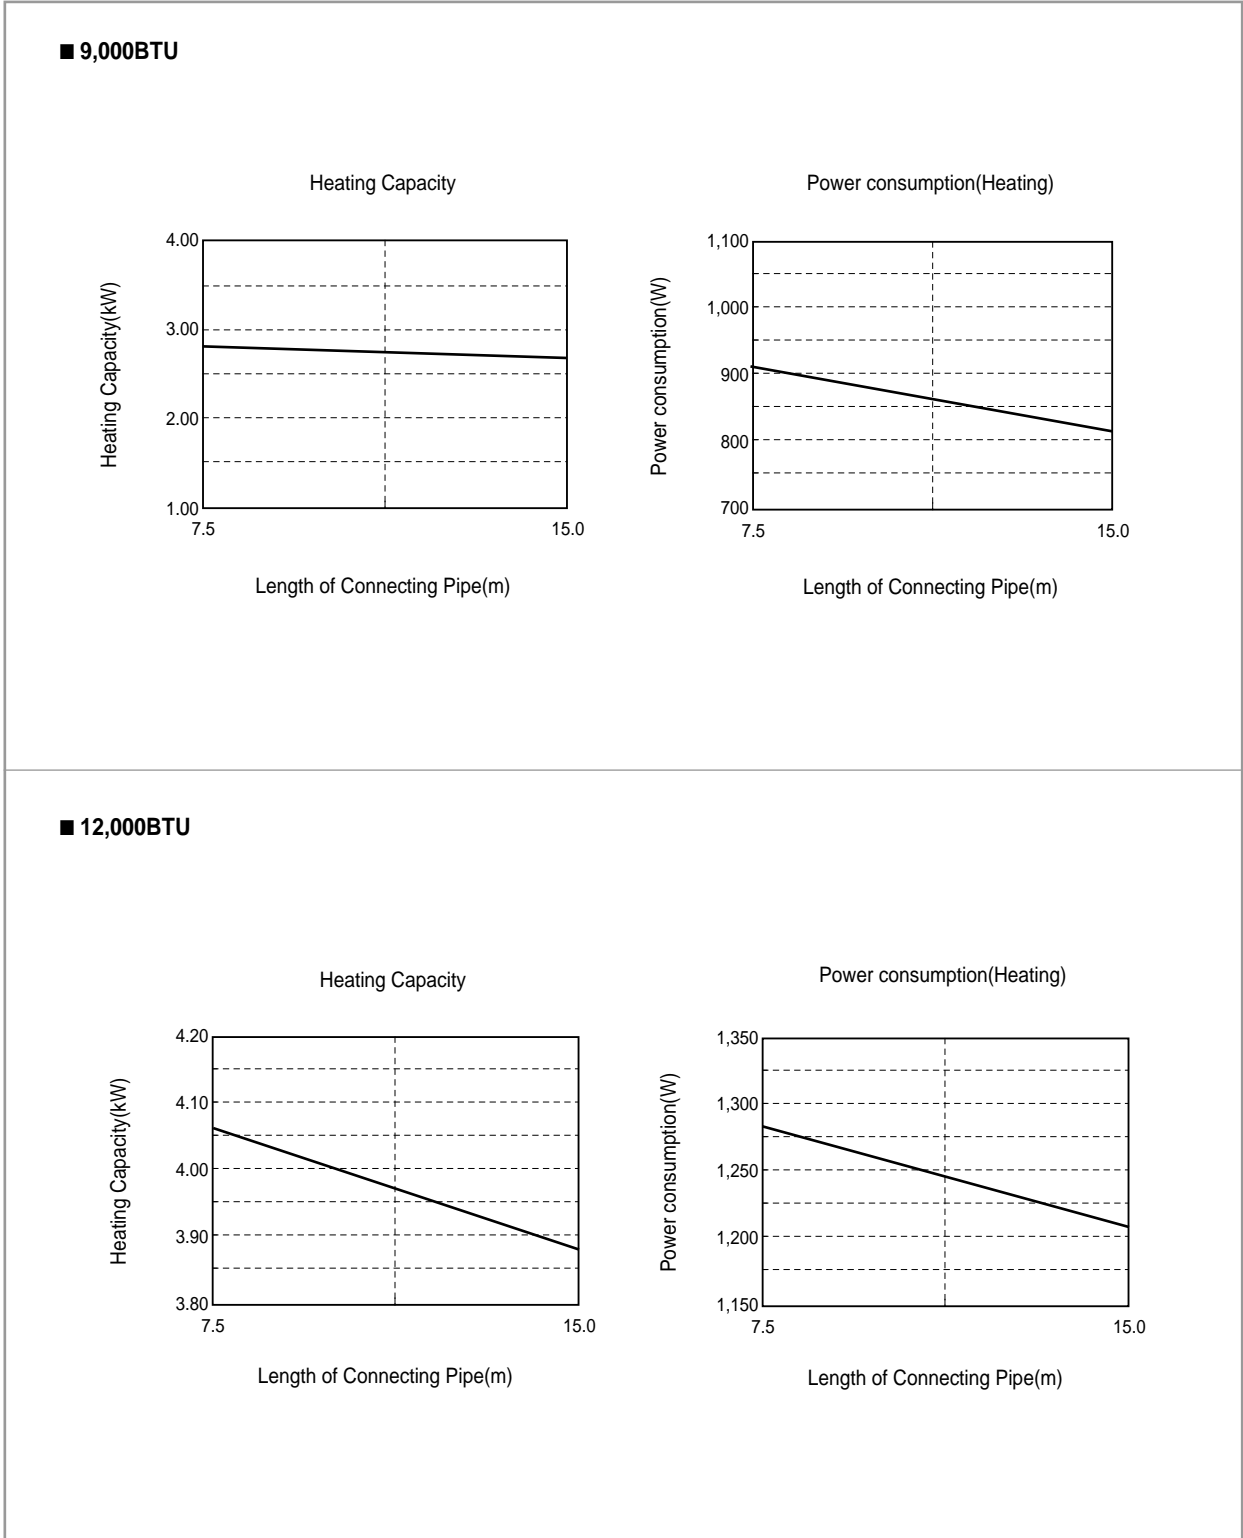 ■ 9,000BTU
Heating Capacity
Heating Capacity(kW)
4.00
3.00
2.00
1.00
7.5
15.0
Length of Connecting Pipe(m)
Power consumption(Heating)
Power consumption(W)
1,100
1,000
900
800
700
7.5
15.0
Length of Connecting Pipe(m)
■ 12,000BTU
Heating Capacity
Heating Capacity(kW)
4.20
4.10
4.00
3.90
3.80
7.5
15.0
Length of Connecting Pipe(m)
Power consumption(Heating)
Power consumption(W)
1,350
1,300
1,250
1,200
1,150
7.5
15.0
Length of Connecting Pipe(m)